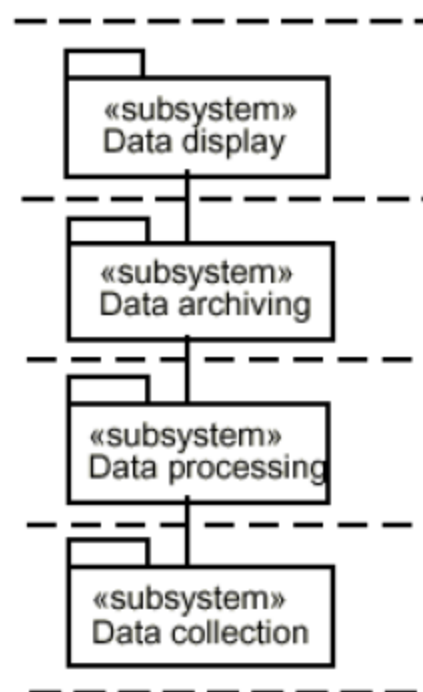 «subsystem»
Data display
«subsystem»
Data archiving
«subsystem»
Data processing
«subsystem»
Data collection